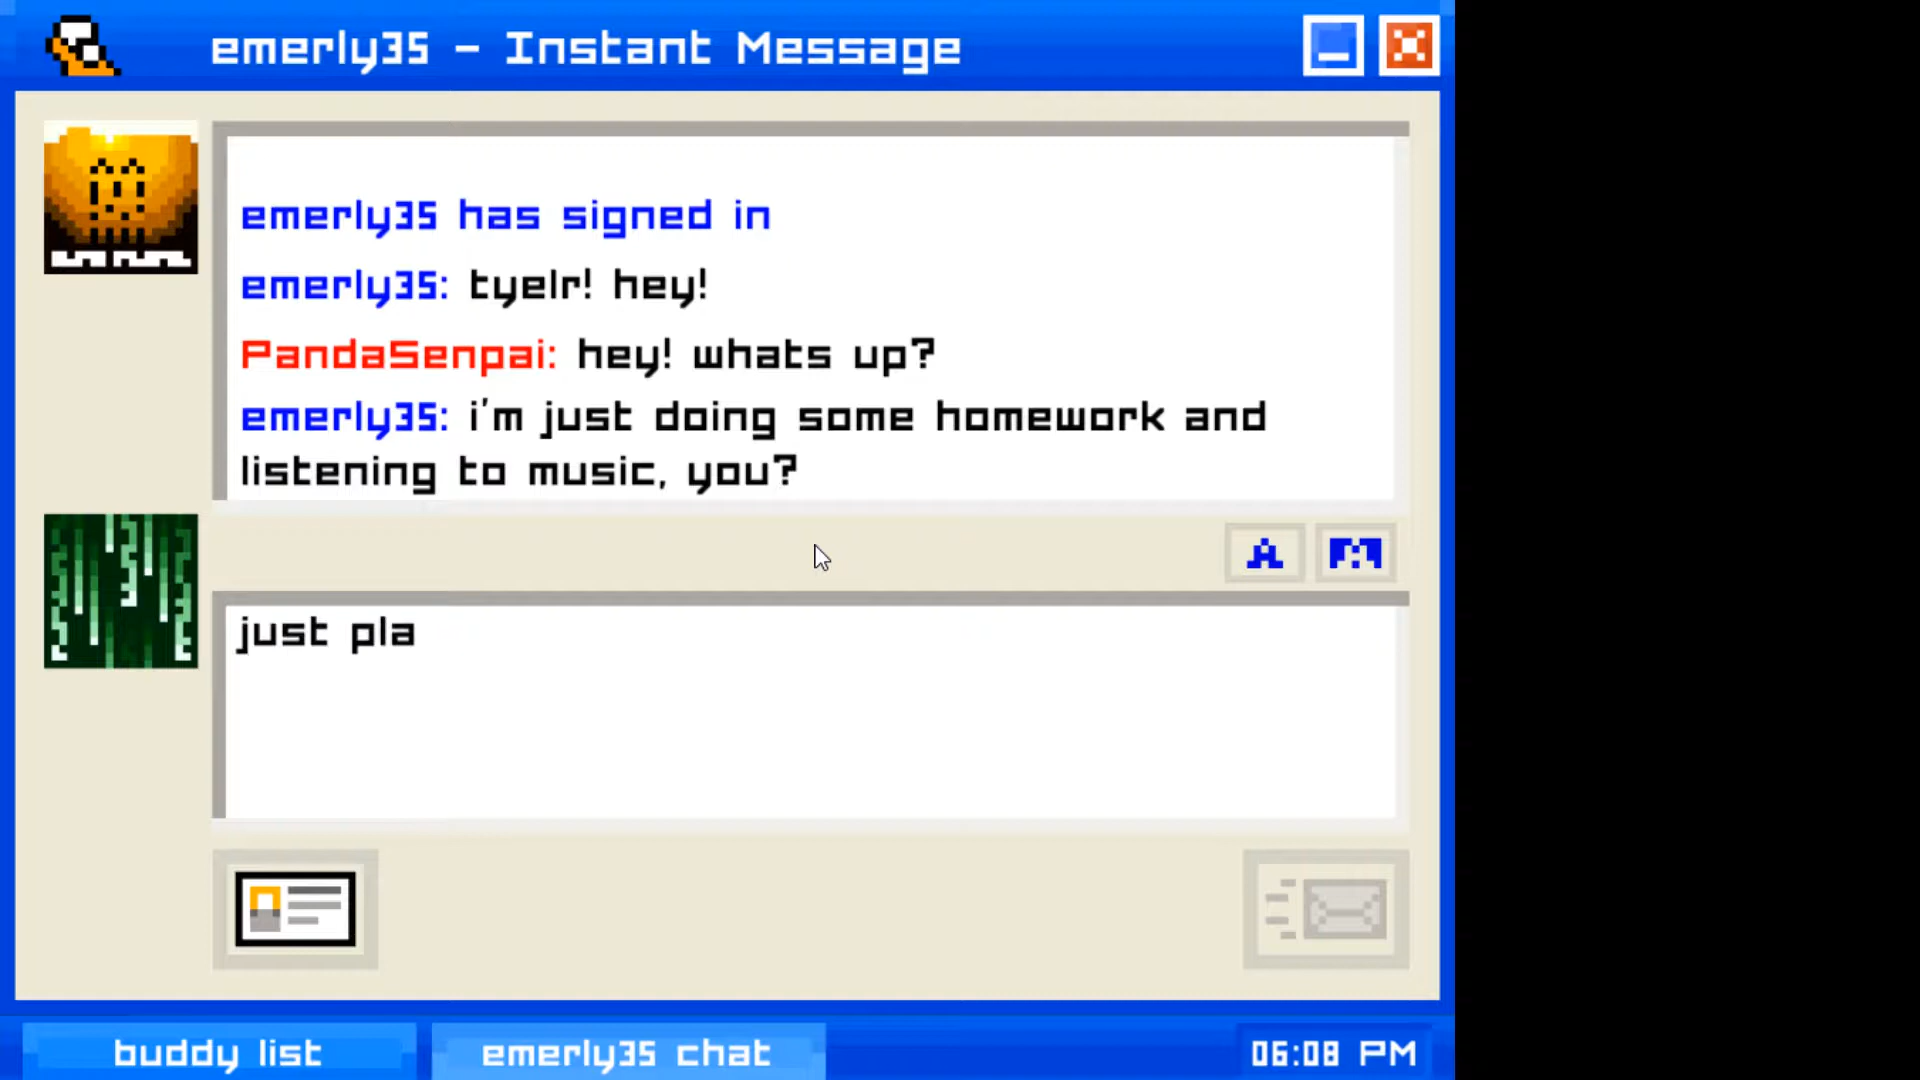 emerly35 - Instant Message
emerly35 has signed in
emerly35: tyelr! hey!
PandaSenpai: hey! whats up?
emerly35: i'm just doing some homework and
listening to music, you?
A
just pla
buddy list
emerly35 chat
06:08 PM